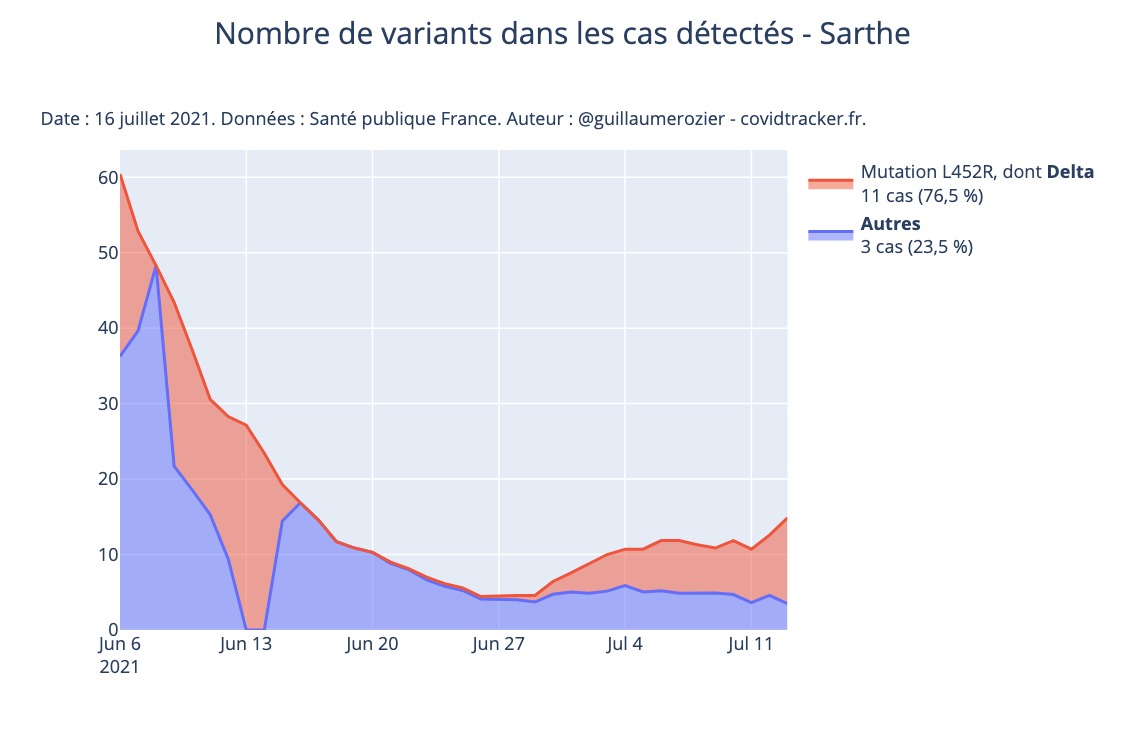 Nombre de variants dans les cas détectés - Sarthe
Date : 16 juillet 2021. Données : Santé publique France. Auteur : @guillaumerozier - covidtracker.fr.
Mutation L452R, dont Delta
11 cas (76,5 %)
Autres
3 cas (23,5 %)
60
50
40
30
20
10
0
Jun 6
2021
Jun 13
Jun 20
Jun 27
Jul 4
Jul 11